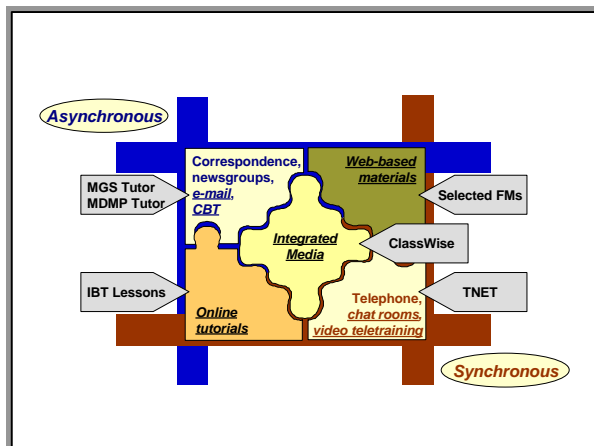 Asynchronous
Correspondence,
newsgroups,
e-mail,
CBT
Web-based
materials
MGS Tutor
MDMP Tutor
Selected FMs
Integrated
Media
ClassWise
IBT Lessons
Online
tutorials
Telephone,
chat rooms,
video teletraining
TNET
Synchronous